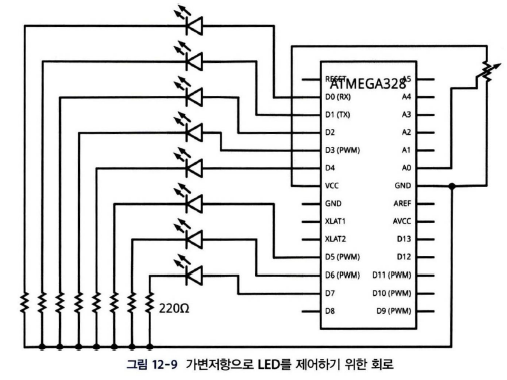 RESET
A5
ATMEGA328
D0 (RX)
A4
D1 (TX)
A3
D2
A2
D3 (PWM)
A1
D4
A0
VCC
GND
GND
AREF
XLAT1
AVCC
XLAT2
D13
D5 (PWM)
D12
D6 (PWM)
D11 (PWM)
D7
D10 (PWM)
D8
D9 (PWM)
220Ω
그림 12-9 가변저항으로 LED를 제어하기 위한 회로